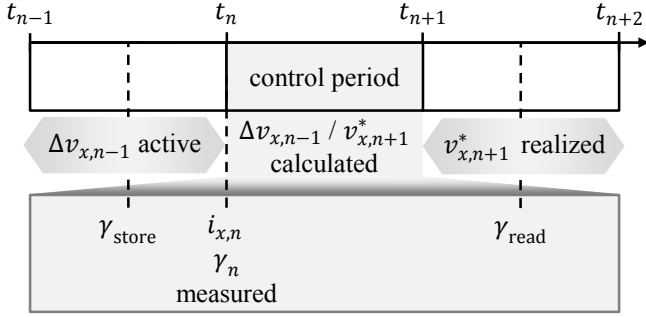 t_{n−1} t_n t_{n+1} t_{n+2}
control period
Δv_{x,n−1} active Δv_{x,n−1} / v*_{x,n+1} v*_{x,n+1} realized
calculated
γ_store i_{x,n} γ_read
γ_n
measured